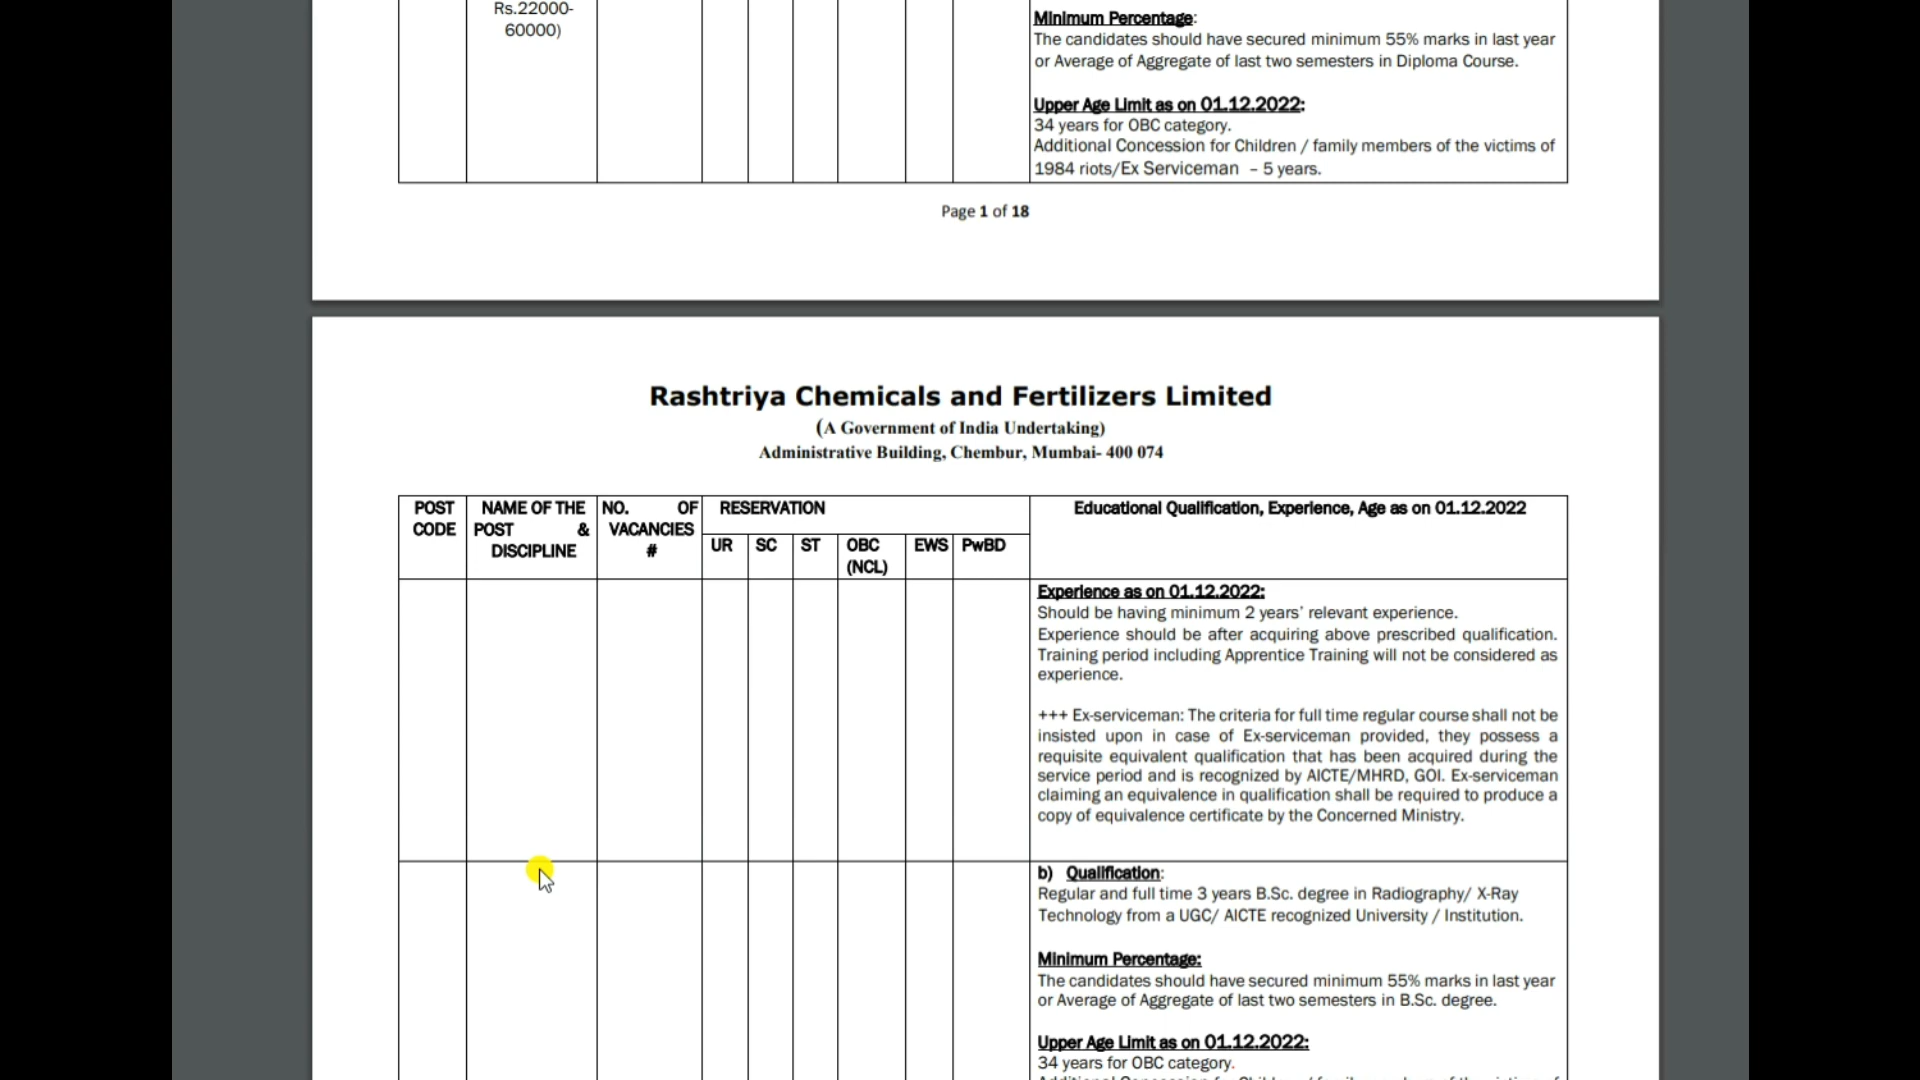 Rs.22000-
60000)
Minimum Percentage:
The candidates should have secured minimum 55% marks in last year
or Average of Aggregate of last two semesters in Diploma Course.
Upper Age Limit as on 01.12.2022:
34 years for OBC category.
Additional Concession for Children / family members of the victims of
1984 riots/Ex Serviceman – 5 years.
Page 1 of 18
Rashtriya Chemicals and Fertilizers Limited
(A Government of India Undertaking)
Administrative Building, Chembur, Mumbai- 400 074
POST CODE
NAME OF THE POST & DISCIPLINE
NO. OF VACANCIES #
RESERVATION
Educational Qualification, Experience, Age as on 01.12.2022
UR SC ST OBC (NCL) EWS PwBD
Experience as on 01.12.2022:
Should be having minimum 2 years’ relevant experience.
Experience should be after acquiring above prescribed qualification.
Training period including Apprentice Training will not be considered as
experience.
+++ Ex-serviceman: The criteria for full time regular course shall not be
insisted upon in case of Ex-serviceman provided, they possess a
requisite equivalent qualification that has been acquired during the
service period and is recognized by AICTE/MHRD, GOI. Ex-serviceman
claiming an equivalence in qualification shall be required to produce a
copy of equivalence certificate by the Concerned Ministry.
b) Qualification:
Regular and full time 3 years B.Sc. degree in Radiography/ X-Ray
Technology from a UGC/ AICTE recognized University / Institution.
Minimum Percentage:
The candidates should have secured minimum 55% marks in last year
or Average of Aggregate of last two semesters in B.Sc. degree.
Upper Age Limit as on 01.12.2022:
34 years for OBC category.